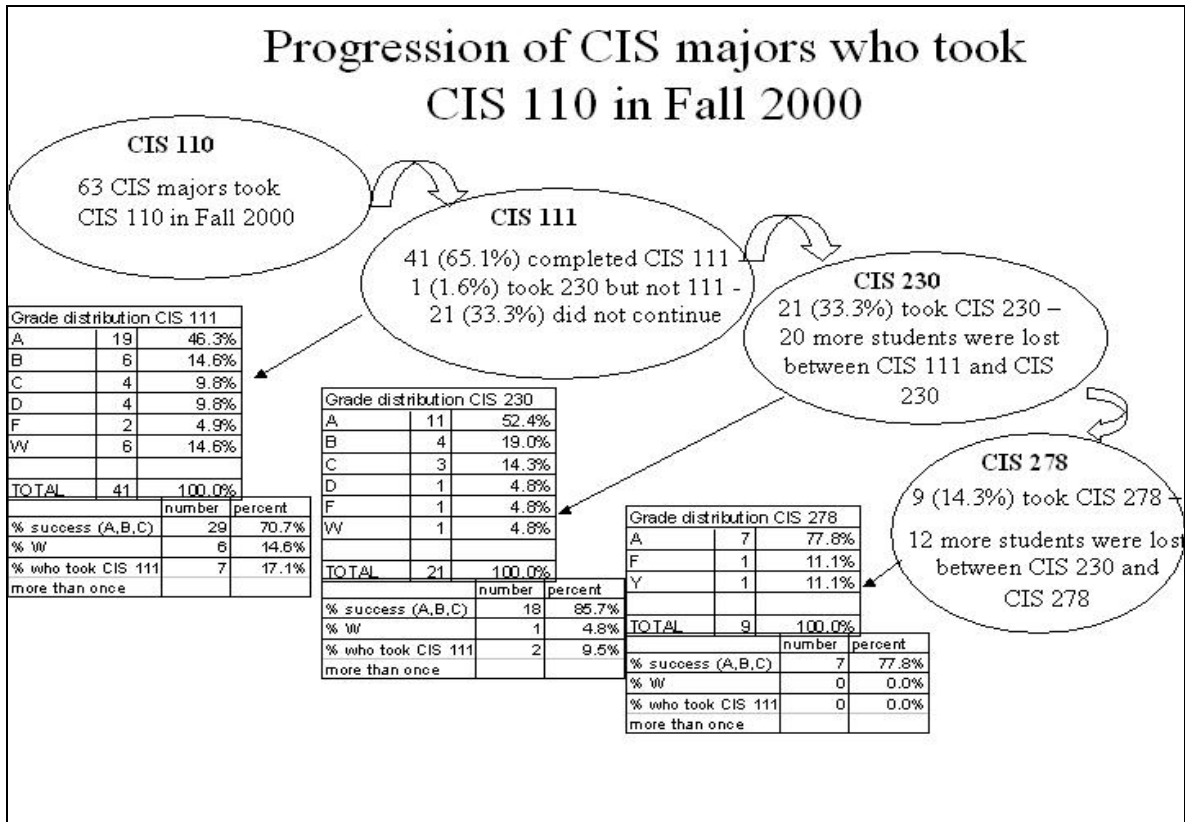 Progression of CIS majors who took
CIS 110 in Fall 2000
CIS 110
63 CIS majors took
CIS 110 in Fall 2000
CIS 111
41 (65.1%) completed CIS 111
1 (1.6%) took 230 but not 111 -
21 (33.3%) did not continue
CIS 230
21 (33.3%) took CIS 230 –
20 more students were lost
between CIS 111 and CIS
230
CIS 278
9 (14.3%) took CIS 278 –
12 more students were lost
between CIS 230 and
CIS 278
Grade distribution CIS 111
A 19 46.3%
B 6 14.6%
C 4 9.8%
D 4 9.8%
F 2 4.9%
W 6 14.6%
TOTAL 41 100.0%
number percent
% success (A,B,C) 29 70.7%
% W 6 14.6%
% who took CIS 111 7 17.1%
more than once
Grade distribution CIS 230
A 11 52.4%
B 4 19.0%
C 3 14.3%
D 1 4.8%
F 1 4.8%
W 1 4.8%
TOTAL 21 100.0%
number percent
% success (A,B,C) 18 85.7%
% W 1 4.8%
% who took CIS 111 2 9.5%
more than once
Grade distribution CIS 278
A 7 77.8%
F 1 11.1%
Y 1 11.1%
TOTAL 9 100.0%
number percent
% success (A,B,C) 7 77.8%
% W 0 0.0%
% who took CIS 111 0 0.0%
more than once